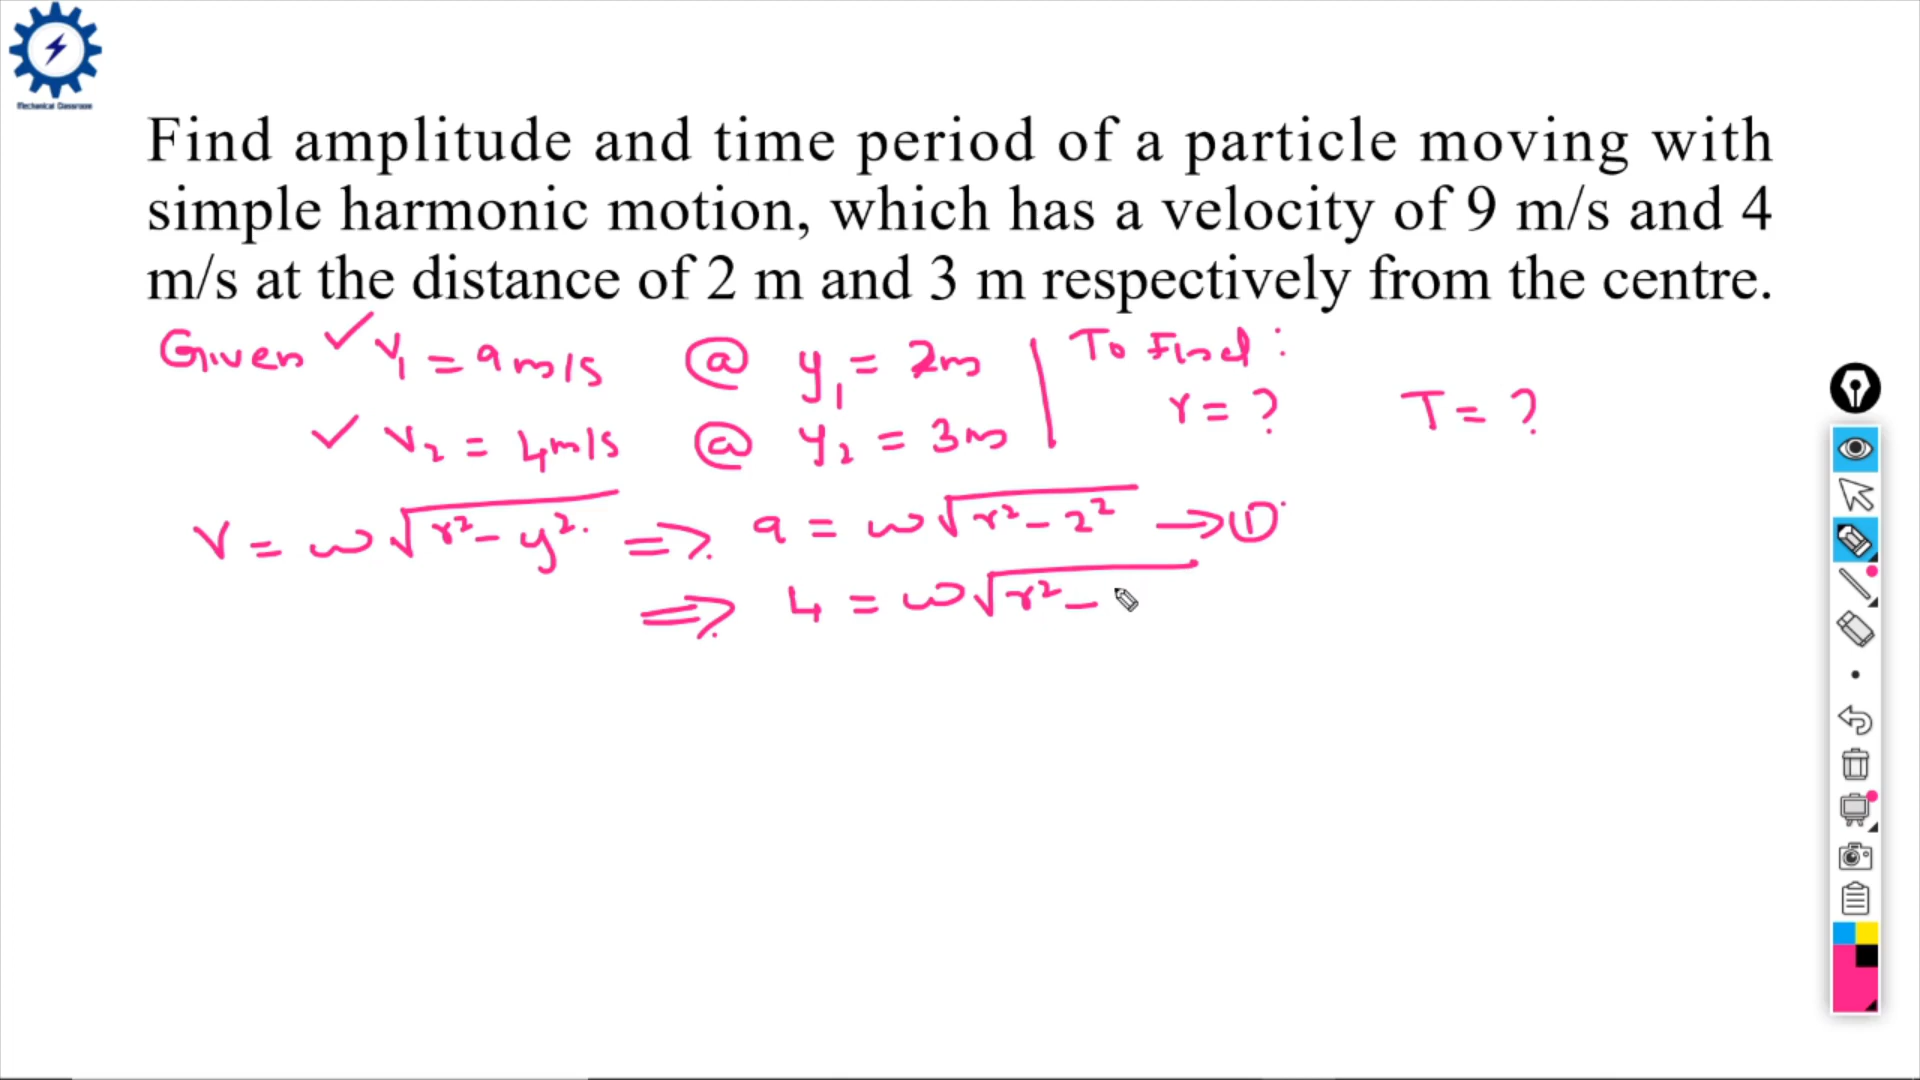 Mechanical Classroom
Find amplitude and time period of a particle moving with
simple harmonic motion, which has a velocity of 9 m/s and 4
m/s at the distance of 2 m and 3 m respectively from the centre.
Given ✓ v₁ = 9 m/s @ y₁ = 2m | To Find :
r = ? T = ?
✓ v₂ = 4 m/s @ y₂ = 3m
v = ω√(r² - y²) => 9 = ω√(r² - 2²) → ①
=> 4 = ω√(r² -